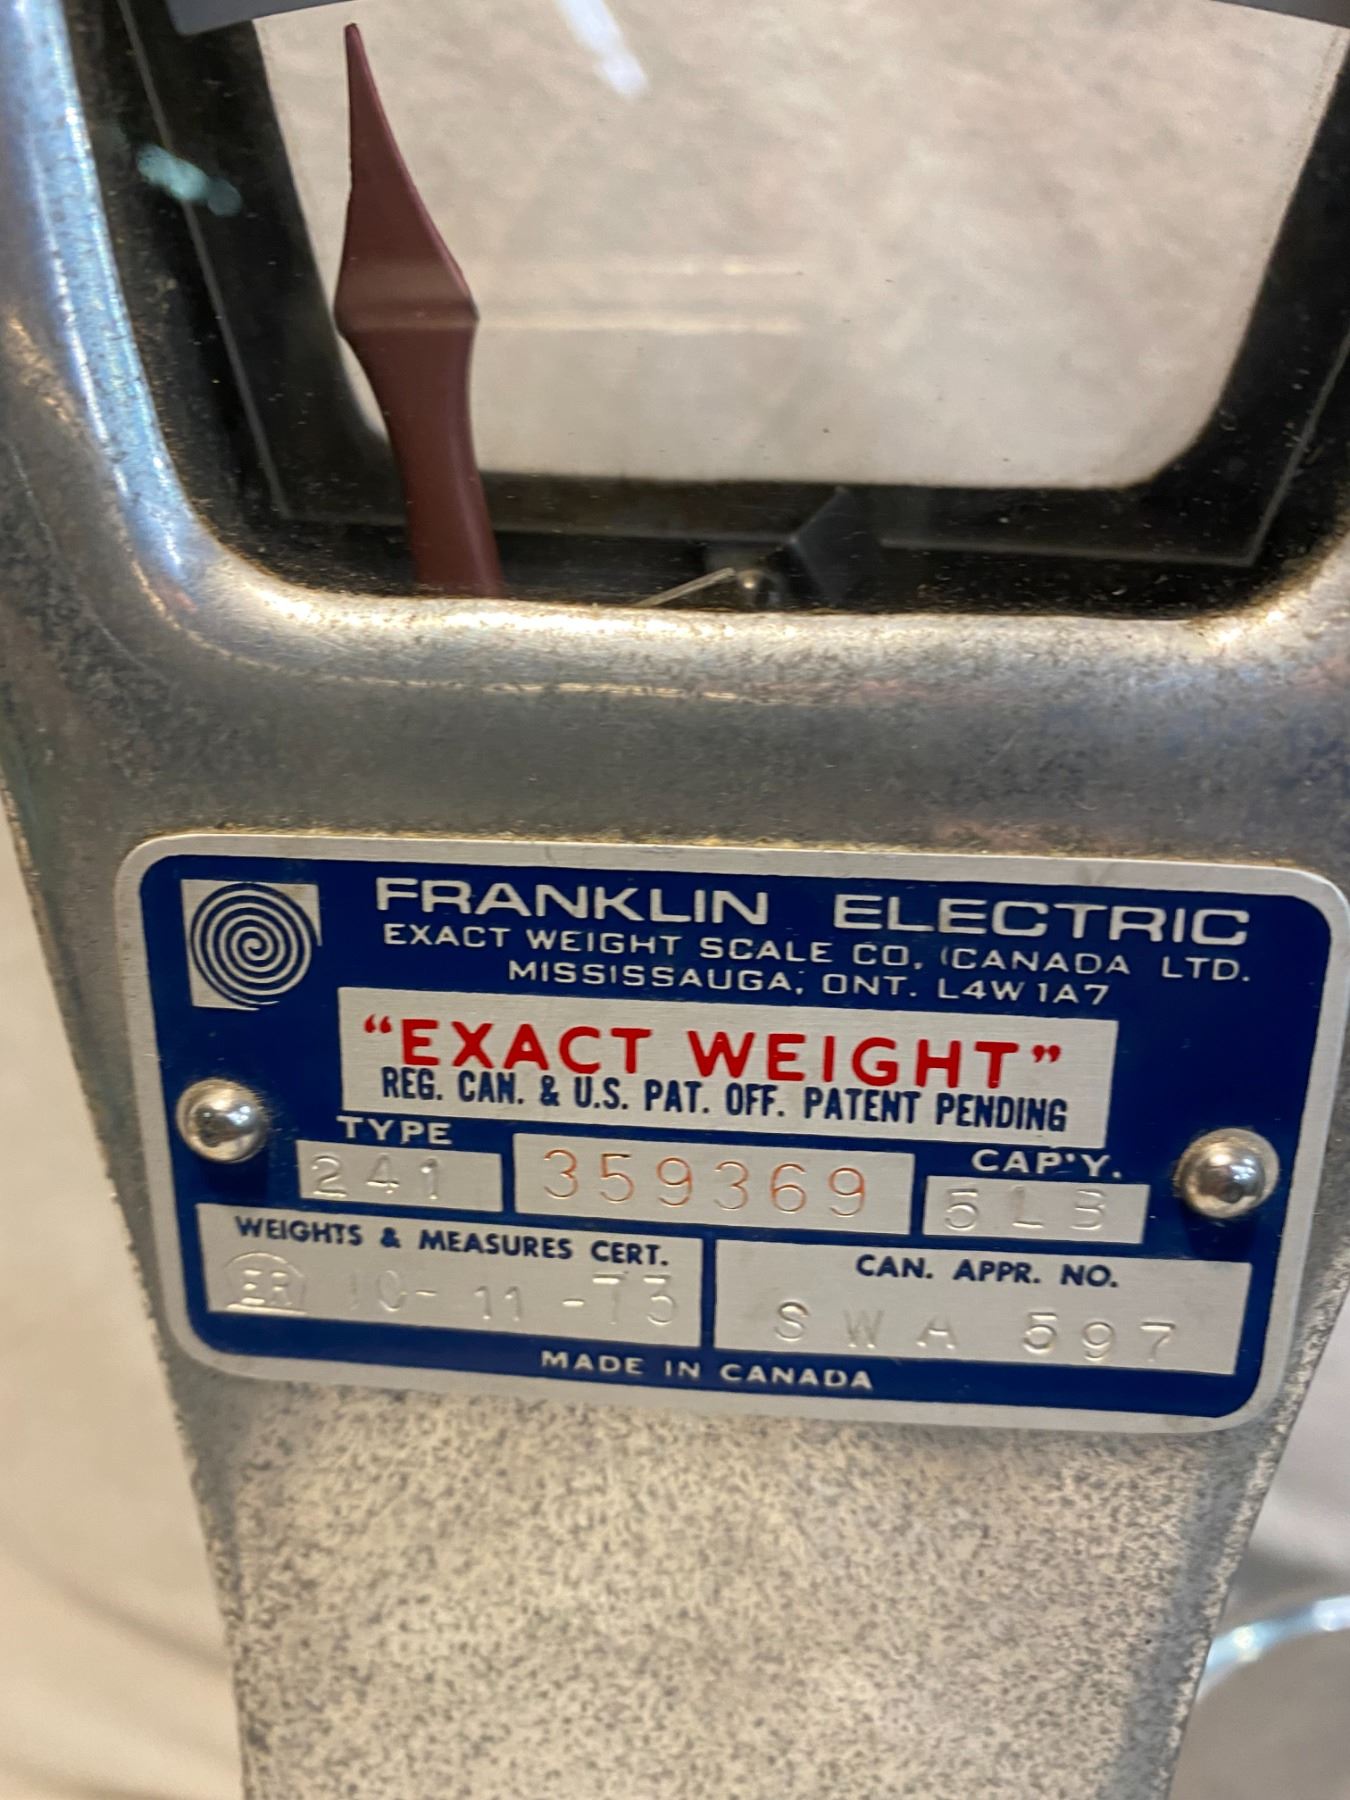 FRANKLIN ELECTRIC
EXACT WEIGHT SCALE CO. (CANADA LTD.
MISSISSAUGA, ONT. L4W 1A7
“EXACT WEIGHT”
REG. CAN. & U.S. PAT. OFF. PATENT PENDING
TYPE
241
359369
CAP'Y.
5LB
WEIGHTS & MEASURES CERT.
ER 10-11-73
CAN. APPR. NO.
SWA 597
MADE IN CANADA